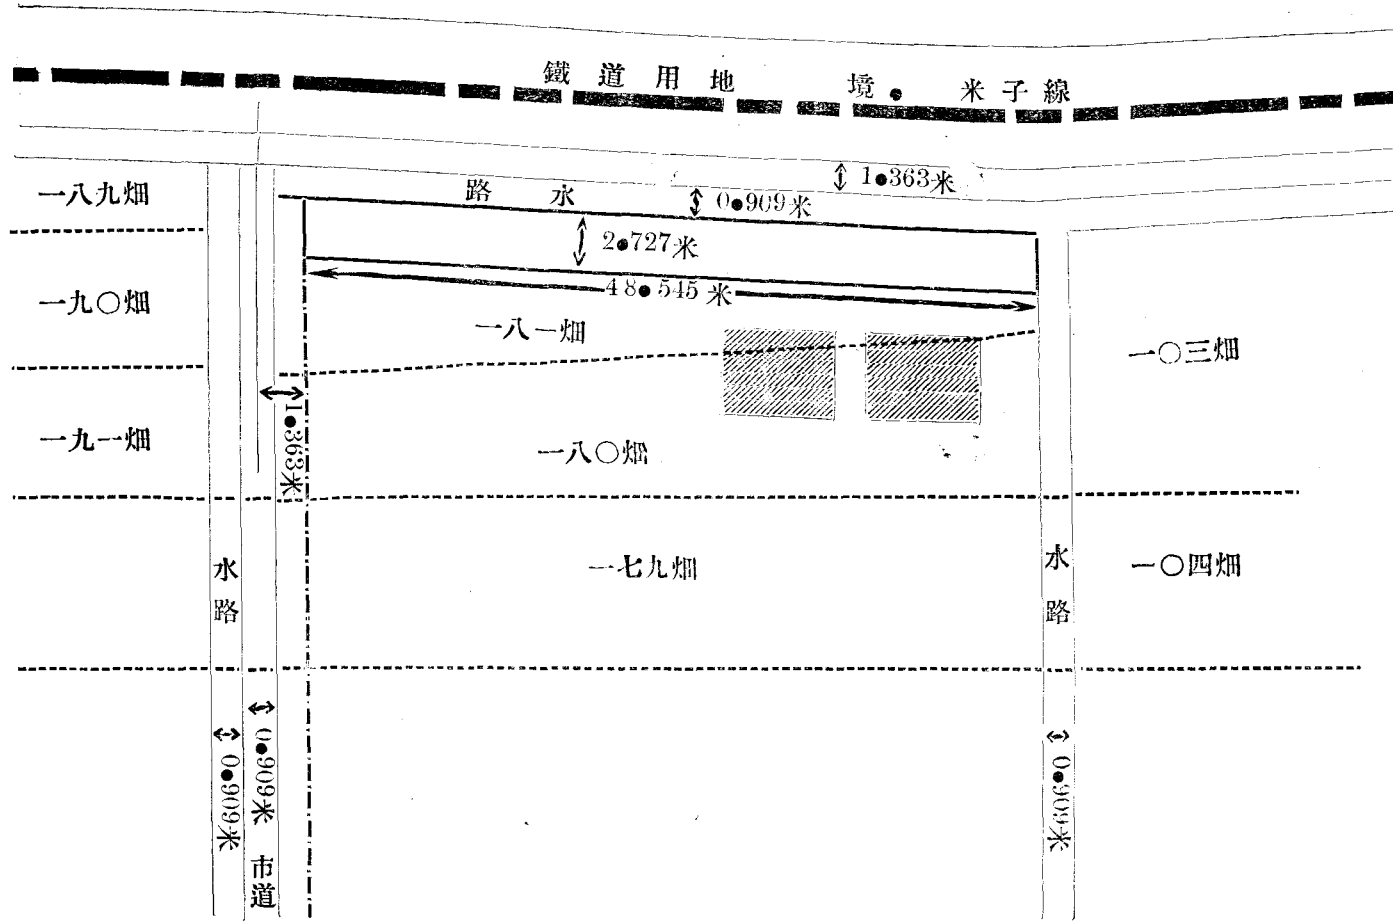 鐵道用地 境● 米子線
1●363米
一八九畑
路水
0●909米
2●727米
48●545米
一九〇畑
一八一畑
一〇三畑
1●363米
一九一畑
一八〇畑
水路
一七九畑
水路
一〇四畑
0●909米
0●909米
市道
0●909米